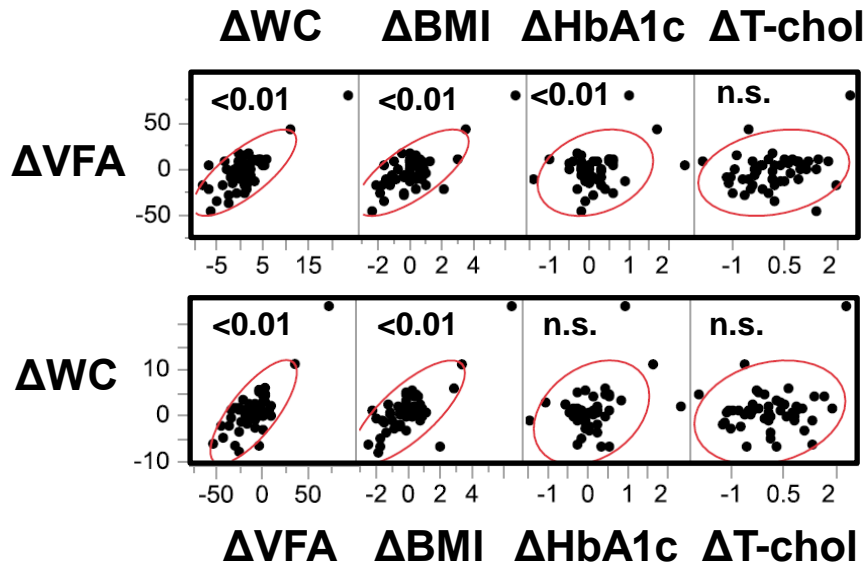 ΔWC ΔBMI ΔHbA1c ΔT-chol
<0.01 <0.01 <0.01 n.s.
50
ΔVFA
0
-50
-5 5 15 -2 0 2 4 -1 0 1 2 -1 0.5 2
<0.01 <0.01 n.s. n.s.
10
ΔWC
0
-10
-50 0 50 -2 0 2 4 -1 0 1 2 -1 0.5 2
ΔVFA ΔBMI ΔHbA1c ΔT-chol